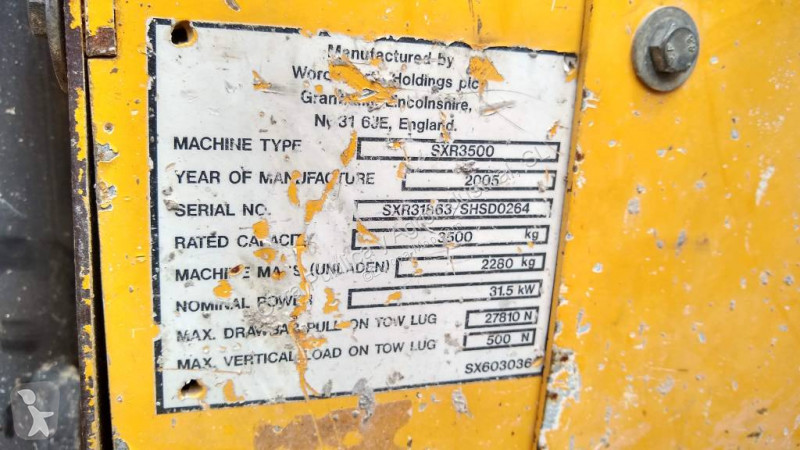 Manufactured by
Holdings plc
Lincolnshire,
31 6JE, England.
MACHINE TYPE SXR3500
YEAR OF MANUFACTURE 2005
SERIAL NO. /SHSD0264
RATED CAPACITY 3500 kg
MACHINE MASS (UNLADEN) 2280 kg
NOMINAL POWER 31.5 kW
MAX. DRAWBAR PULL ON TOW LUG 27810 N
MAX. VERTICAL LOAD ON TOW LUG 500 N
SX603036